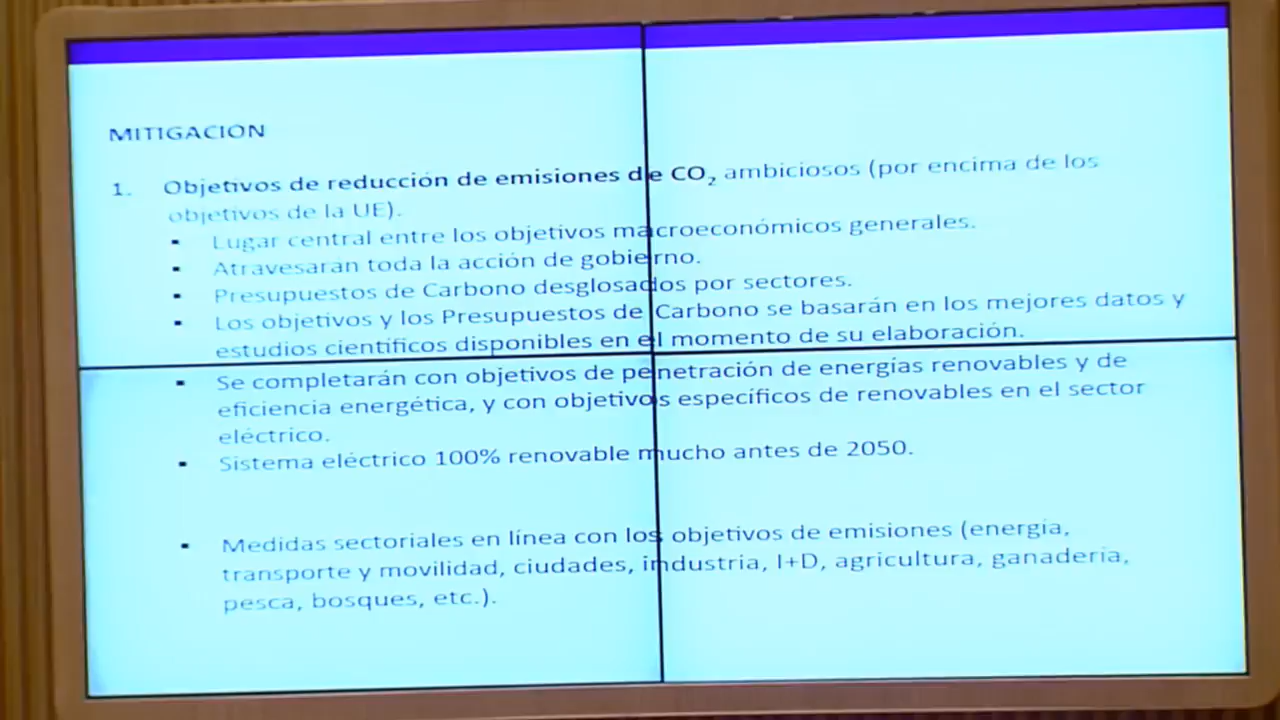 MITIGACIÓN
1. Objetivos de reducción de emisiones de CO₂ ambiciosos (por encima de los
objetivos de la UE).
▪ Lugar central entre los objetivos macroeconómicos generales.
▪ Atravesaran toda la acción de gobierno.
▪ Presupuestos de Carbono desglosados por sectores.
▪ Los objetivos y los Presupuestos de Carbono se basarán en los mejores datos y
estudios científicos disponibles en el momento de su elaboración.
▪ Se completarán con objetivos de penetración de energías renovables y de
eficiencia energética, y con objetivos específicos de renovables en el sector
eléctrico.
▪ Sistema eléctrico 100% renovable mucho antes de 2050.
▪ Medidas sectoriales en línea con los objetivos de emisiones (energía,
transporte y movilidad, ciudades, industria, I+D, agricultura, ganadería,
pesca, bosques, etc.).